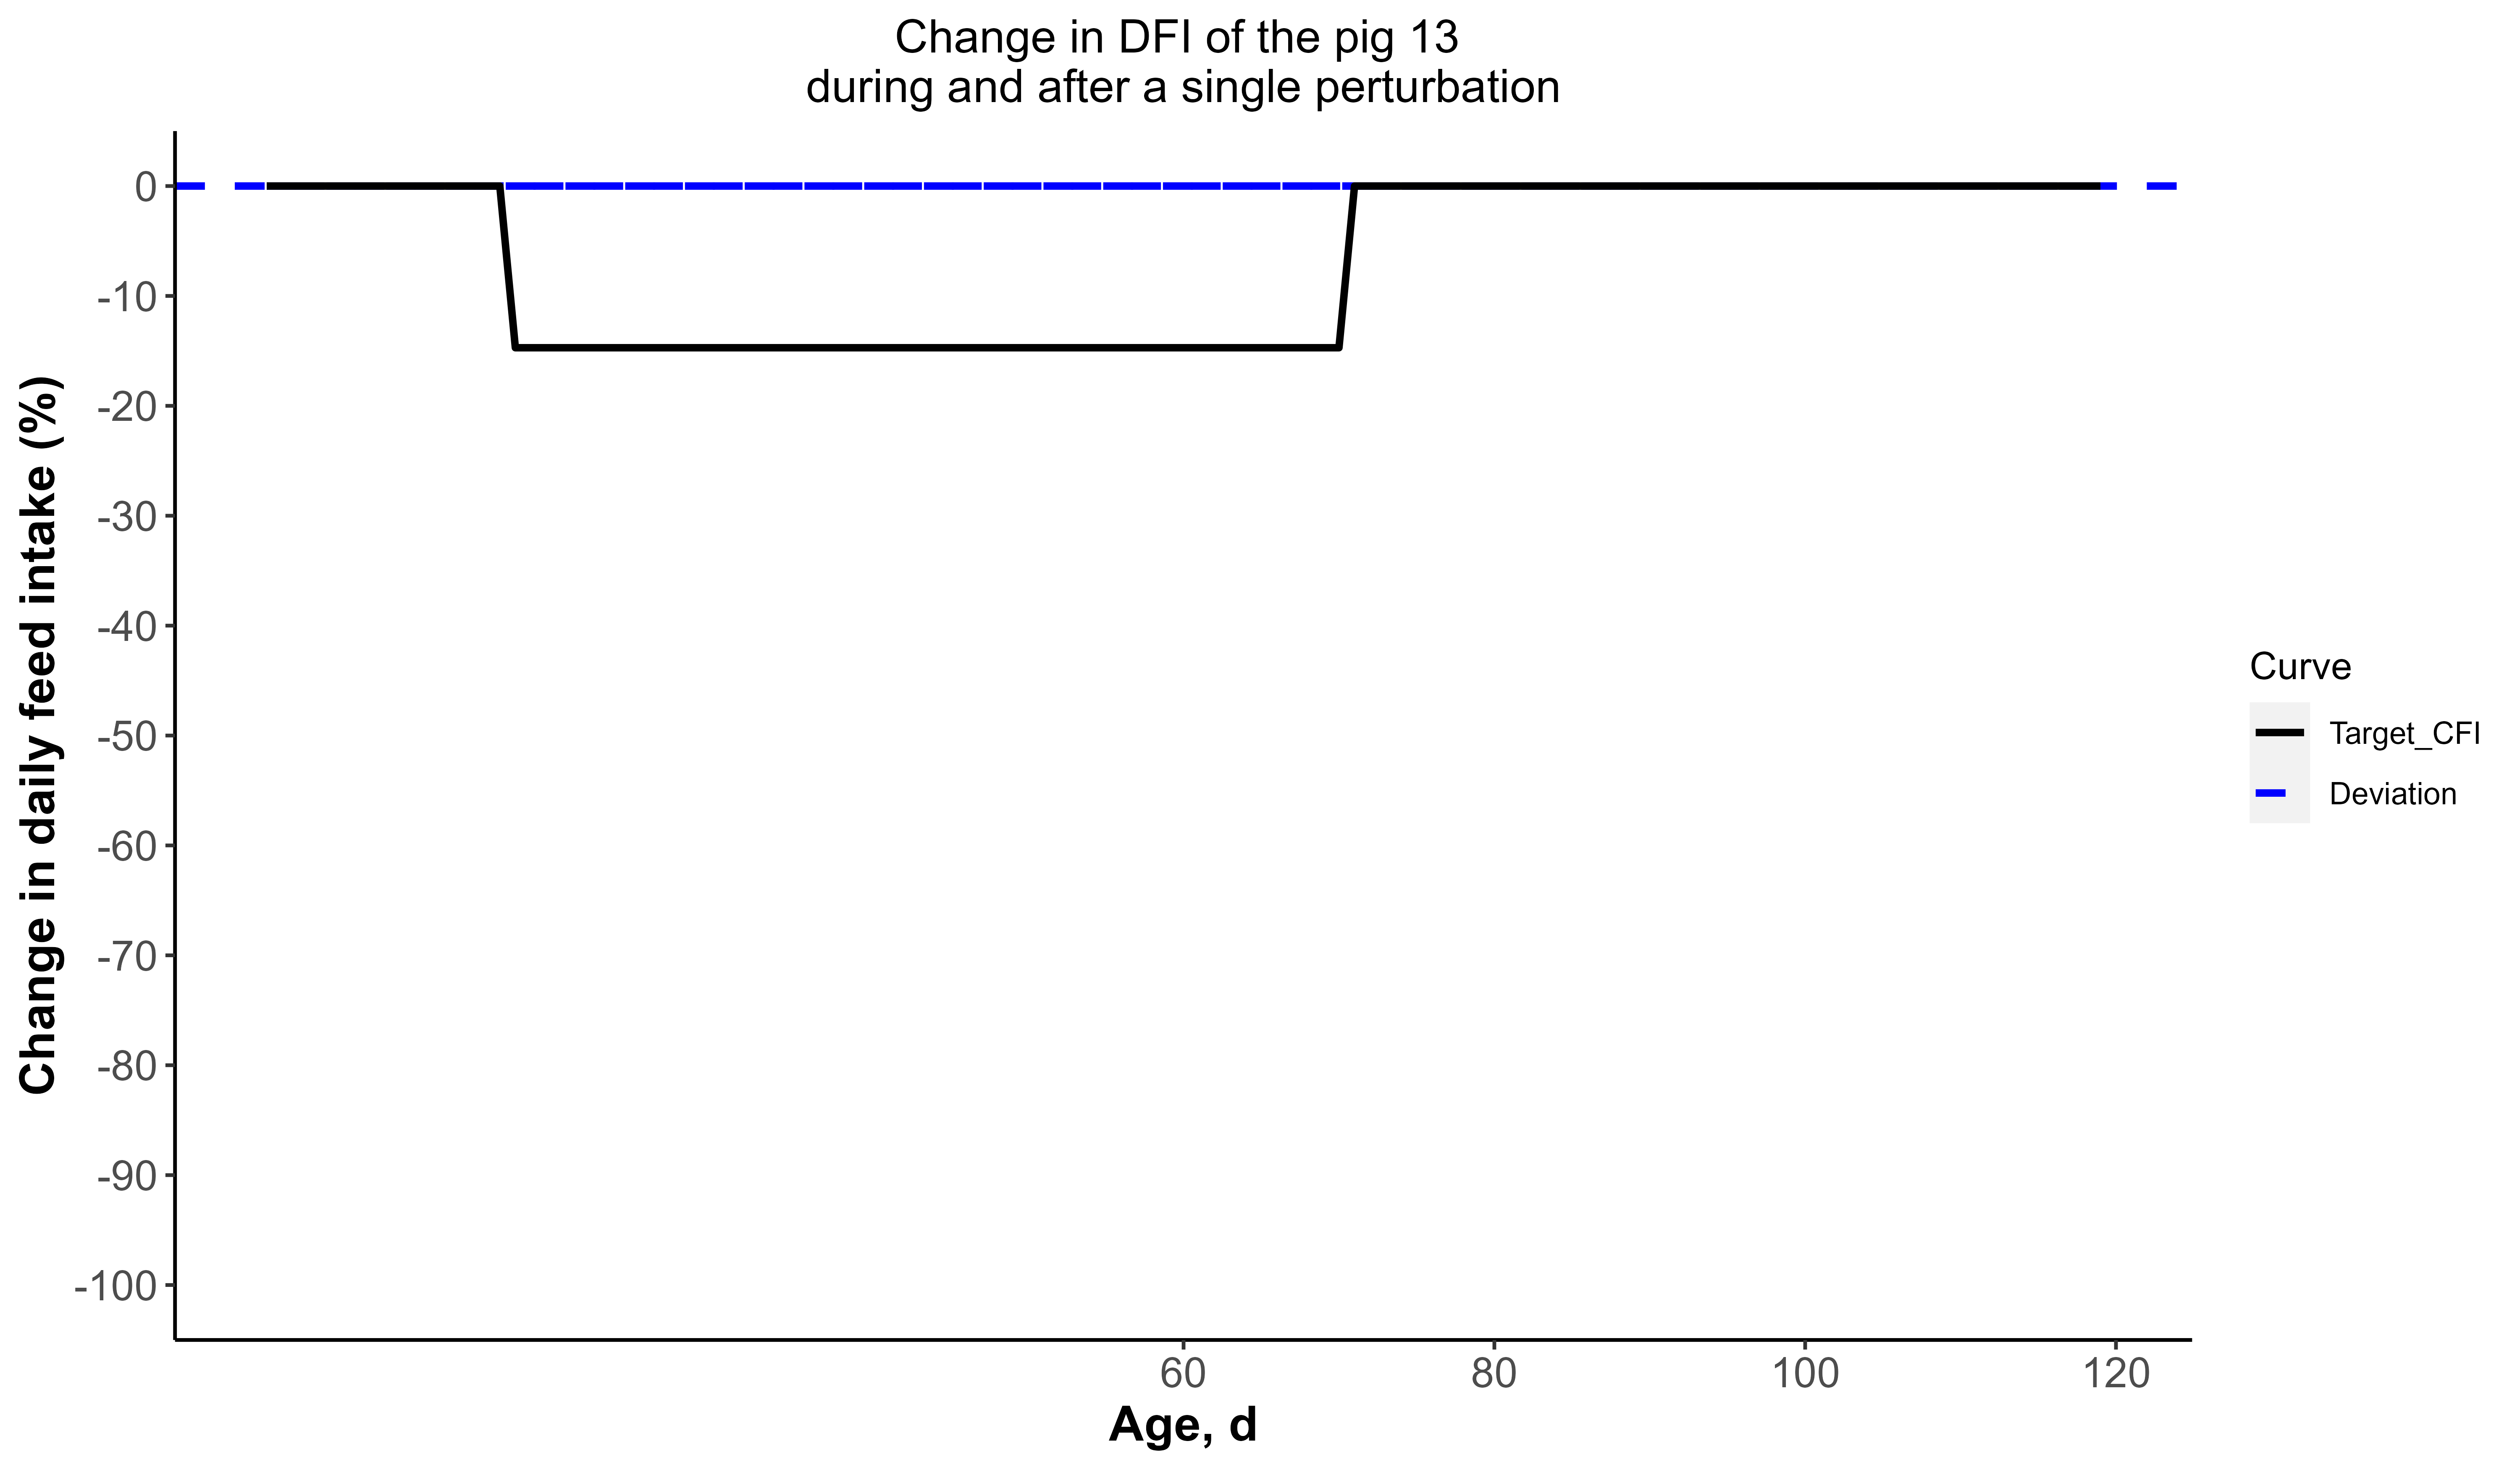 Change in DFI of the pig 13
during and after a single perturbation
Change in daily feed intake (%)
0
-10
-20
-30
-40
-50
-60
-70
-80
-90
-100
60
80
100
120
Age, d
Curve
Target_CFI
Deviation